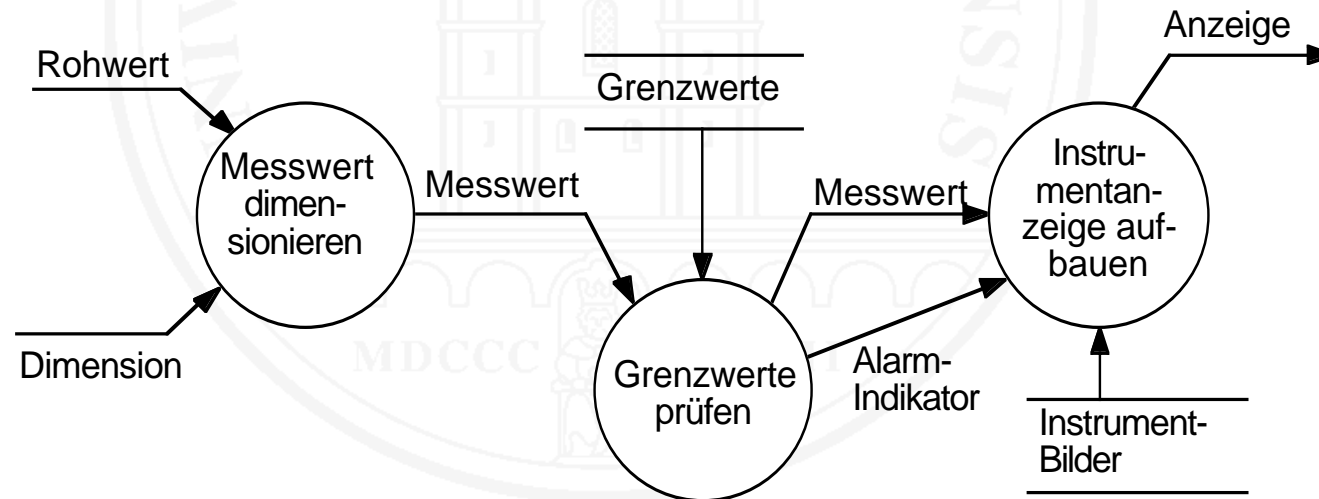 Anzeige
Rohwert
Grenzwerte
Messwert
dimen-
sionieren
Messwert
Messwert
Instru-
mentan-
zeige auf-
bauen
Dimension
MDCCC
Grenzwerte
prüfen
Alarm-
Indikator
Instrument-
Bilder